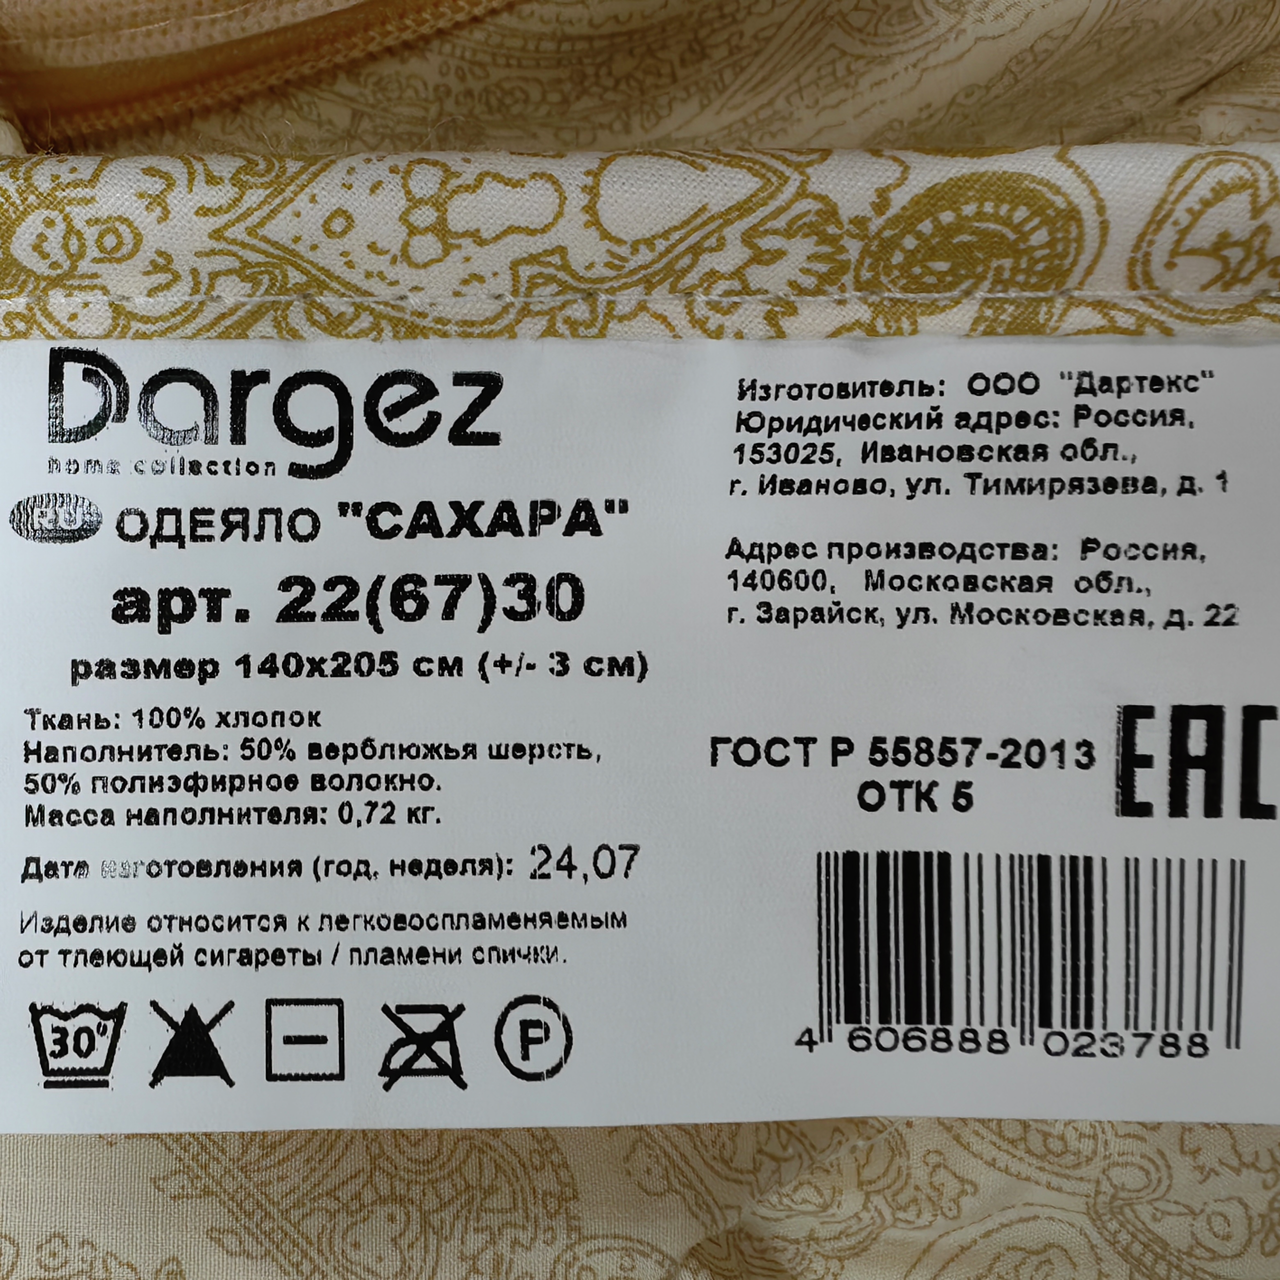 Dargez
home collection
RU ОДЕЯЛО "САХАРА"
арт. 22(67)30
размер 140х205 см (+/- 3 см)
Ткань: 100% хлопок
Наполнитель: 50% верблюжья шерсть,
50% полиэфирное волокно.
Масса наполнителя: 0,72 кг.
Дата изготовления (год, неделя): 24,07
Изделие относится к легковоспламеняемым
от тлеющей сигареты / пламени спички.
30°
P
Изготовитель: ООО "Дартекс"
Юридический адрес: Россия,
153025, Ивановская обл.,
г. Иваново, ул. Тимирязева, д. 1
Адрес производства: Россия,
140600, Московская обл.,
г. Зарайск, ул. Московская, д. 22
ГОСТ Р 55857-2013
ОТК 5
EAC
4 606888 023788